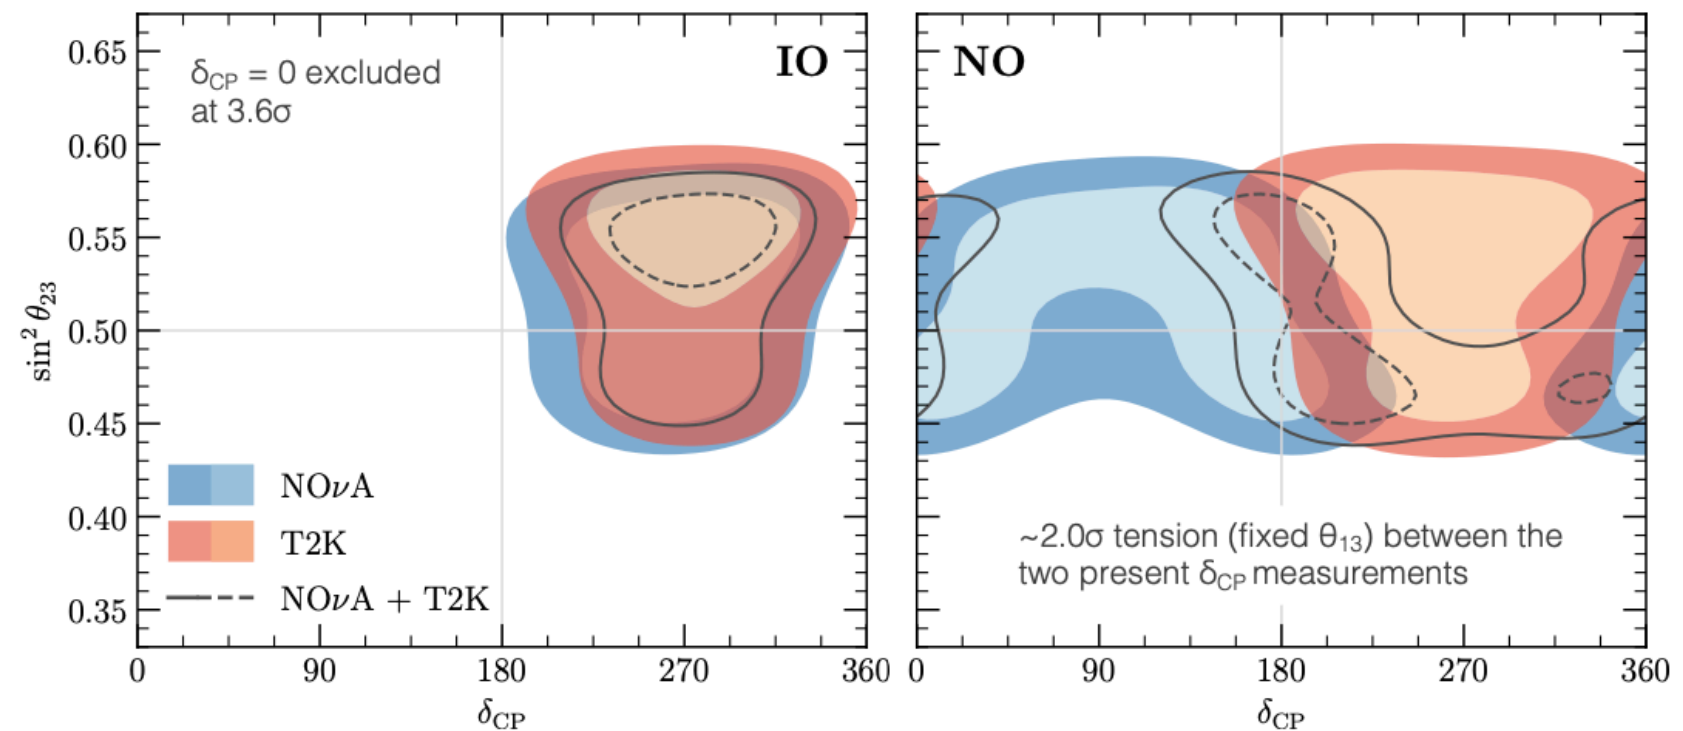 IO
δCP = 0 excluded
at 3.6σ
0.65
0.60
0.55
0.50
0.45
0.40
0.35
sin² θ23
NOνA
T2K
NOνA + T2K
0 90 180 270 360
δCP
NO
~2.0σ tension (fixed θ13) between the
two present δCP measurements
0 90 180 270 360
δCP